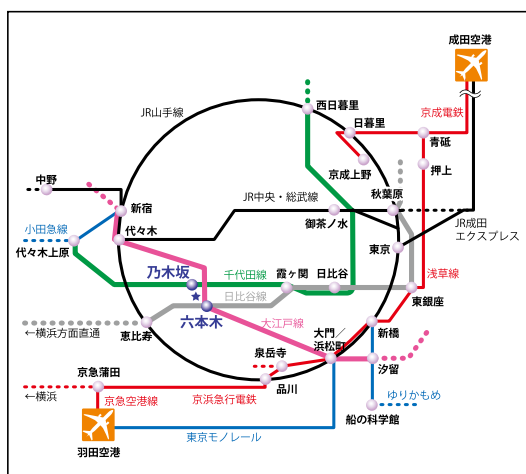 成田空港
西日暮里
JR山手線
日暮里
京成電鉄
青砥
京成上野
押上
中野
秋葉原
JR中央・総武線
新宿
小田急線
代々木
御茶ノ水
JR成田
エクスプレス
代々木上原
東京
乃木坂
千代田線
霞ヶ関
日比谷
浅草線
日比谷線
東銀座
六本木
大江戸線
←横浜方面直通
恵比寿
大門／
浜松町
新橋
泉岳寺
汐留
京急蒲田
品川
←横浜
京急空港線
京浜急行電鉄
ゆりかもめ
船の科学館
東京モノレール
羽田空港